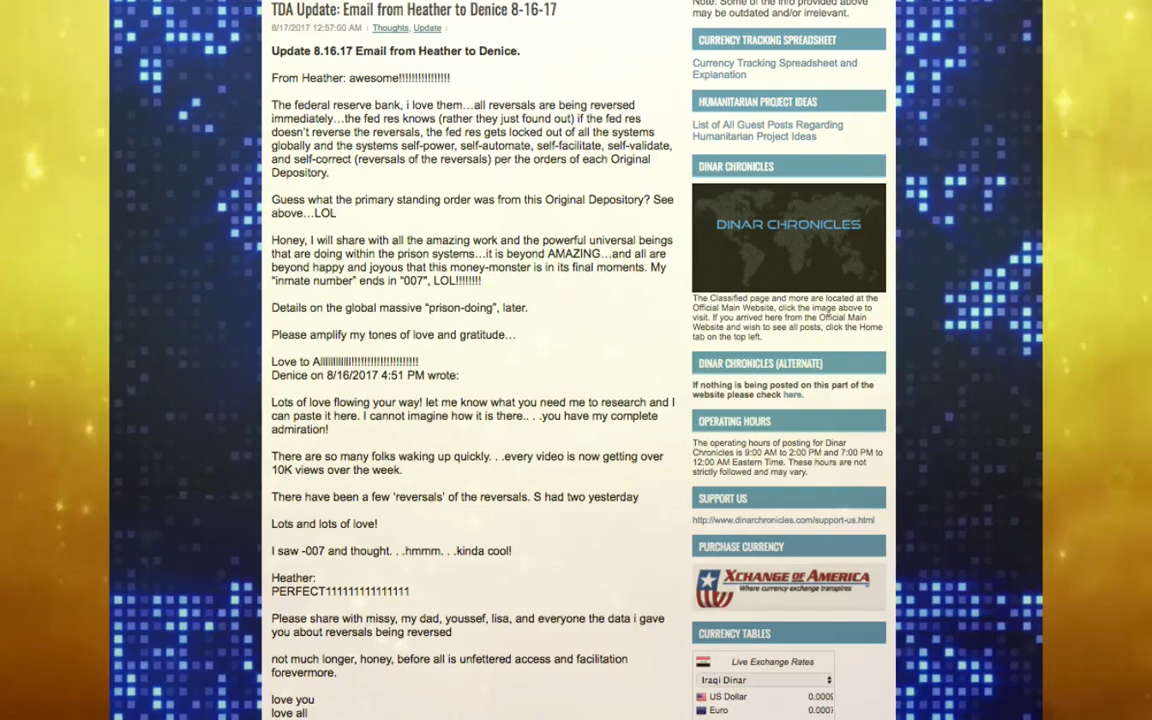 TDA Update: Email from Heather to Denice 8-16-17
8/17/2017 12:57:00 AM | Thoughts, Update |
Update 8.16.17 Email from Heather to Denice.
From Heather: awesome!!!!!!!!!!!!!!!!
The federal reserve bank, i love them…all reversals are being reversed
immediately…the fed res knows (rather they just found out) if the fed res
doesn't reverse the reversals, the fed res gets locked out of all the systems
globally and the systems self-power, self-automate, self-facilitate, self-validate,
and self-correct (reversals of the reversals) per the orders of each Original
Depository.
Guess what the primary standing order was from this Original Depository? See
above…LOL
Honey, I will share with all the amazing work and the powerful universal beings
that are doing within the prison systems…it is beyond AMAZING…and all are
beyond happy and joyous that this money-monster is in its final moments. My
"inmate number" ends in "007", LOL!!!!!!!!
Details on the global massive "prison-doing", later.
Please amplify my tones of love and gratitude…
Love to Alllllllllllll!!!!!!!!!!!!!!!!!!!!!
Denice on 8/16/2017 4:51 PM wrote:
Lots of love flowing your way! let me know what you need me to research and I
can paste it here. I cannot imagine how it is there.. . .you have my complete
admiration!
There are so many folks waking up quickly. . .every video is now getting over
10K views over the week.
There have been a few 'reversals' of the reversals. S had two yesterday
Lots and lots of love!
I saw -007 and thought. . .hmmm. . .kinda cool!
Heather:
PERFECT111111111111111
Please share with missy, my dad, youssef, lisa, and everyone the data i gave
you about reversals being reversed
not much longer, honey, before all is unfettered access and facilitation
forevermore.
love you
love all
Note: Some of the info provided above
may be outdated and/or irrelevant.
CURRENCY TRACKING SPREADSHEET
Currency Tracking Spreadsheet and
Explanation
HUMANITARIAN PROJECT IDEAS
List of All Guest Posts Regarding
Humanitarian Project Ideas
DINAR CHRONICLES
DINAR CHRONICLES
The Classified page and more are located at the
Official Main Website, click the image above to
visit. If you arrived here from the Official Main
Website and wish to see all posts, click the Home
tab on the top left.
DINAR CHRONICLES (ALTERNATE)
If nothing is being posted on this part of the
website please check here.
OPERATING HOURS
The operating hours of posting for Dinar
Chronicles is 9:00 AM to 2:00 PM and 7:00 PM to
12:00 AM Eastern Time. These hours are not
strictly followed and may vary.
SUPPORT US
http://www.dinarchronicles.com/support-us.html
PURCHASE CURRENCY
XCHANGE OF AMERICA
Where currency exchange transpires
CURRENCY TABLES
Live Exchange Rates
Iraqi Dinar
US Dollar
Euro